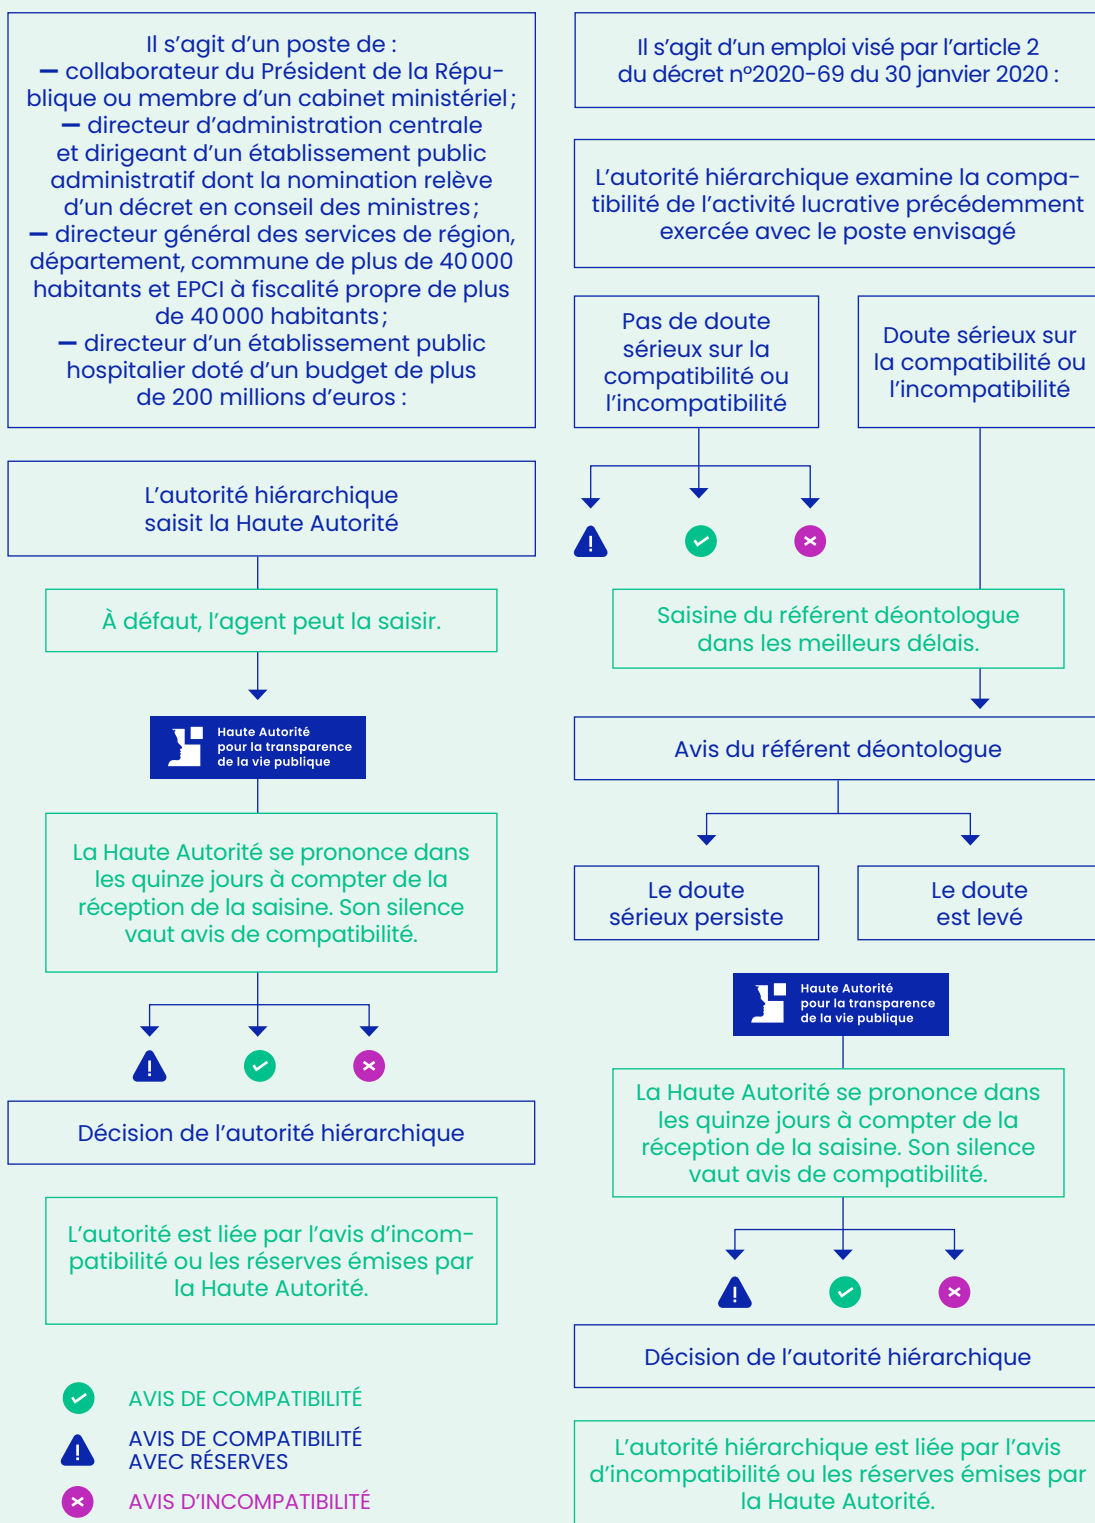 Il s’agit d’un poste de :
— collaborateur du Président de la Répu-
blique ou membre d’un cabinet ministériel ;
— directeur d’administration centrale
et dirigeant d’un établissement public
administratif dont la nomination relève
d’un décret en conseil des ministres ;
— directeur général des services de région,
département, commune de plus de 40 000
habitants et EPCI à fiscalité propre de plus
de 40 000 habitants ;
— directeur d’un établissement public
hospitalier doté d’un budget de plus
de 200 millions d’euros :
L’autorité hiérarchique
saisit la Haute Autorité
À défaut, l’agent peut la saisir.
Haute Autorité
pour la transparence
de la vie publique
La Haute Autorité se prononce dans
les quinze jours à compter de la
réception de la saisine. Son silence
vaut avis de compatibilité.
Décision de l’autorité hiérarchique
L’autorité est liée par l’avis d’incom-
patibilité ou les réserves émises par
la Haute Autorité.
AVIS DE COMPATIBILITÉ
AVIS DE COMPATIBILITÉ
AVEC RÉSERVES
AVIS D’INCOMPATIBILITÉ
Il s’agit d’un emploi visé par l’article 2
du décret n°2020-69 du 30 janvier 2020 :
L’autorité hiérarchique examine la compa-
tibilité de l’activité lucrative précédemment
exercée avec le poste envisagé
Pas de doute
sérieux sur la
compatibilité ou
l’incompatibilité
Doute sérieux sur
la compatibilité ou
l’incompatibilité
Saisine du référent déontologue
dans les meilleurs délais.
Avis du référent déontologue
Le doute
sérieux persiste
Le doute
est levé
Haute Autorité
pour la transparence
de la vie publique
La Haute Autorité se prononce dans
les quinze jours à compter de la
réception de la saisine. Son silence
vaut avis de compatibilité.
Décision de l’autorité hiérarchique
L’autorité hiérarchique est liée par l’avis
d’incompatibilité ou les réserves émises par
la Haute Autorité.